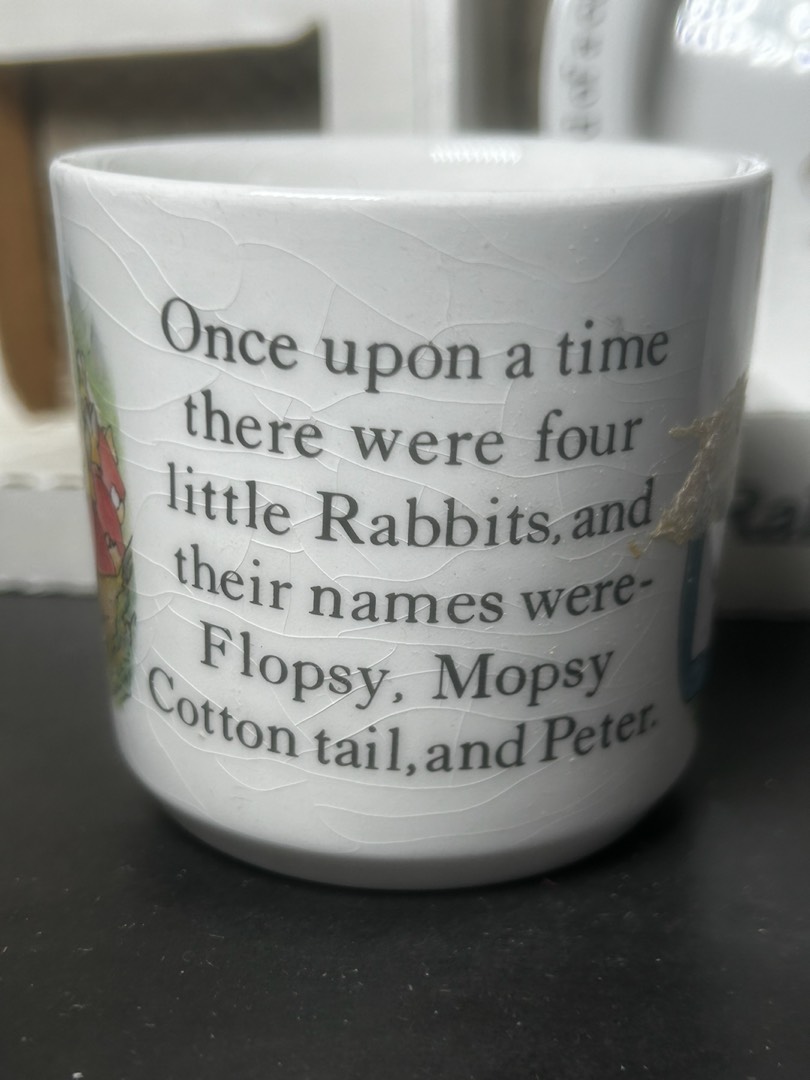 Once upon a time
there were four
little Rabbits, and
their names were-
Flopsy, Mopsy
Cotton tail, and Peter.